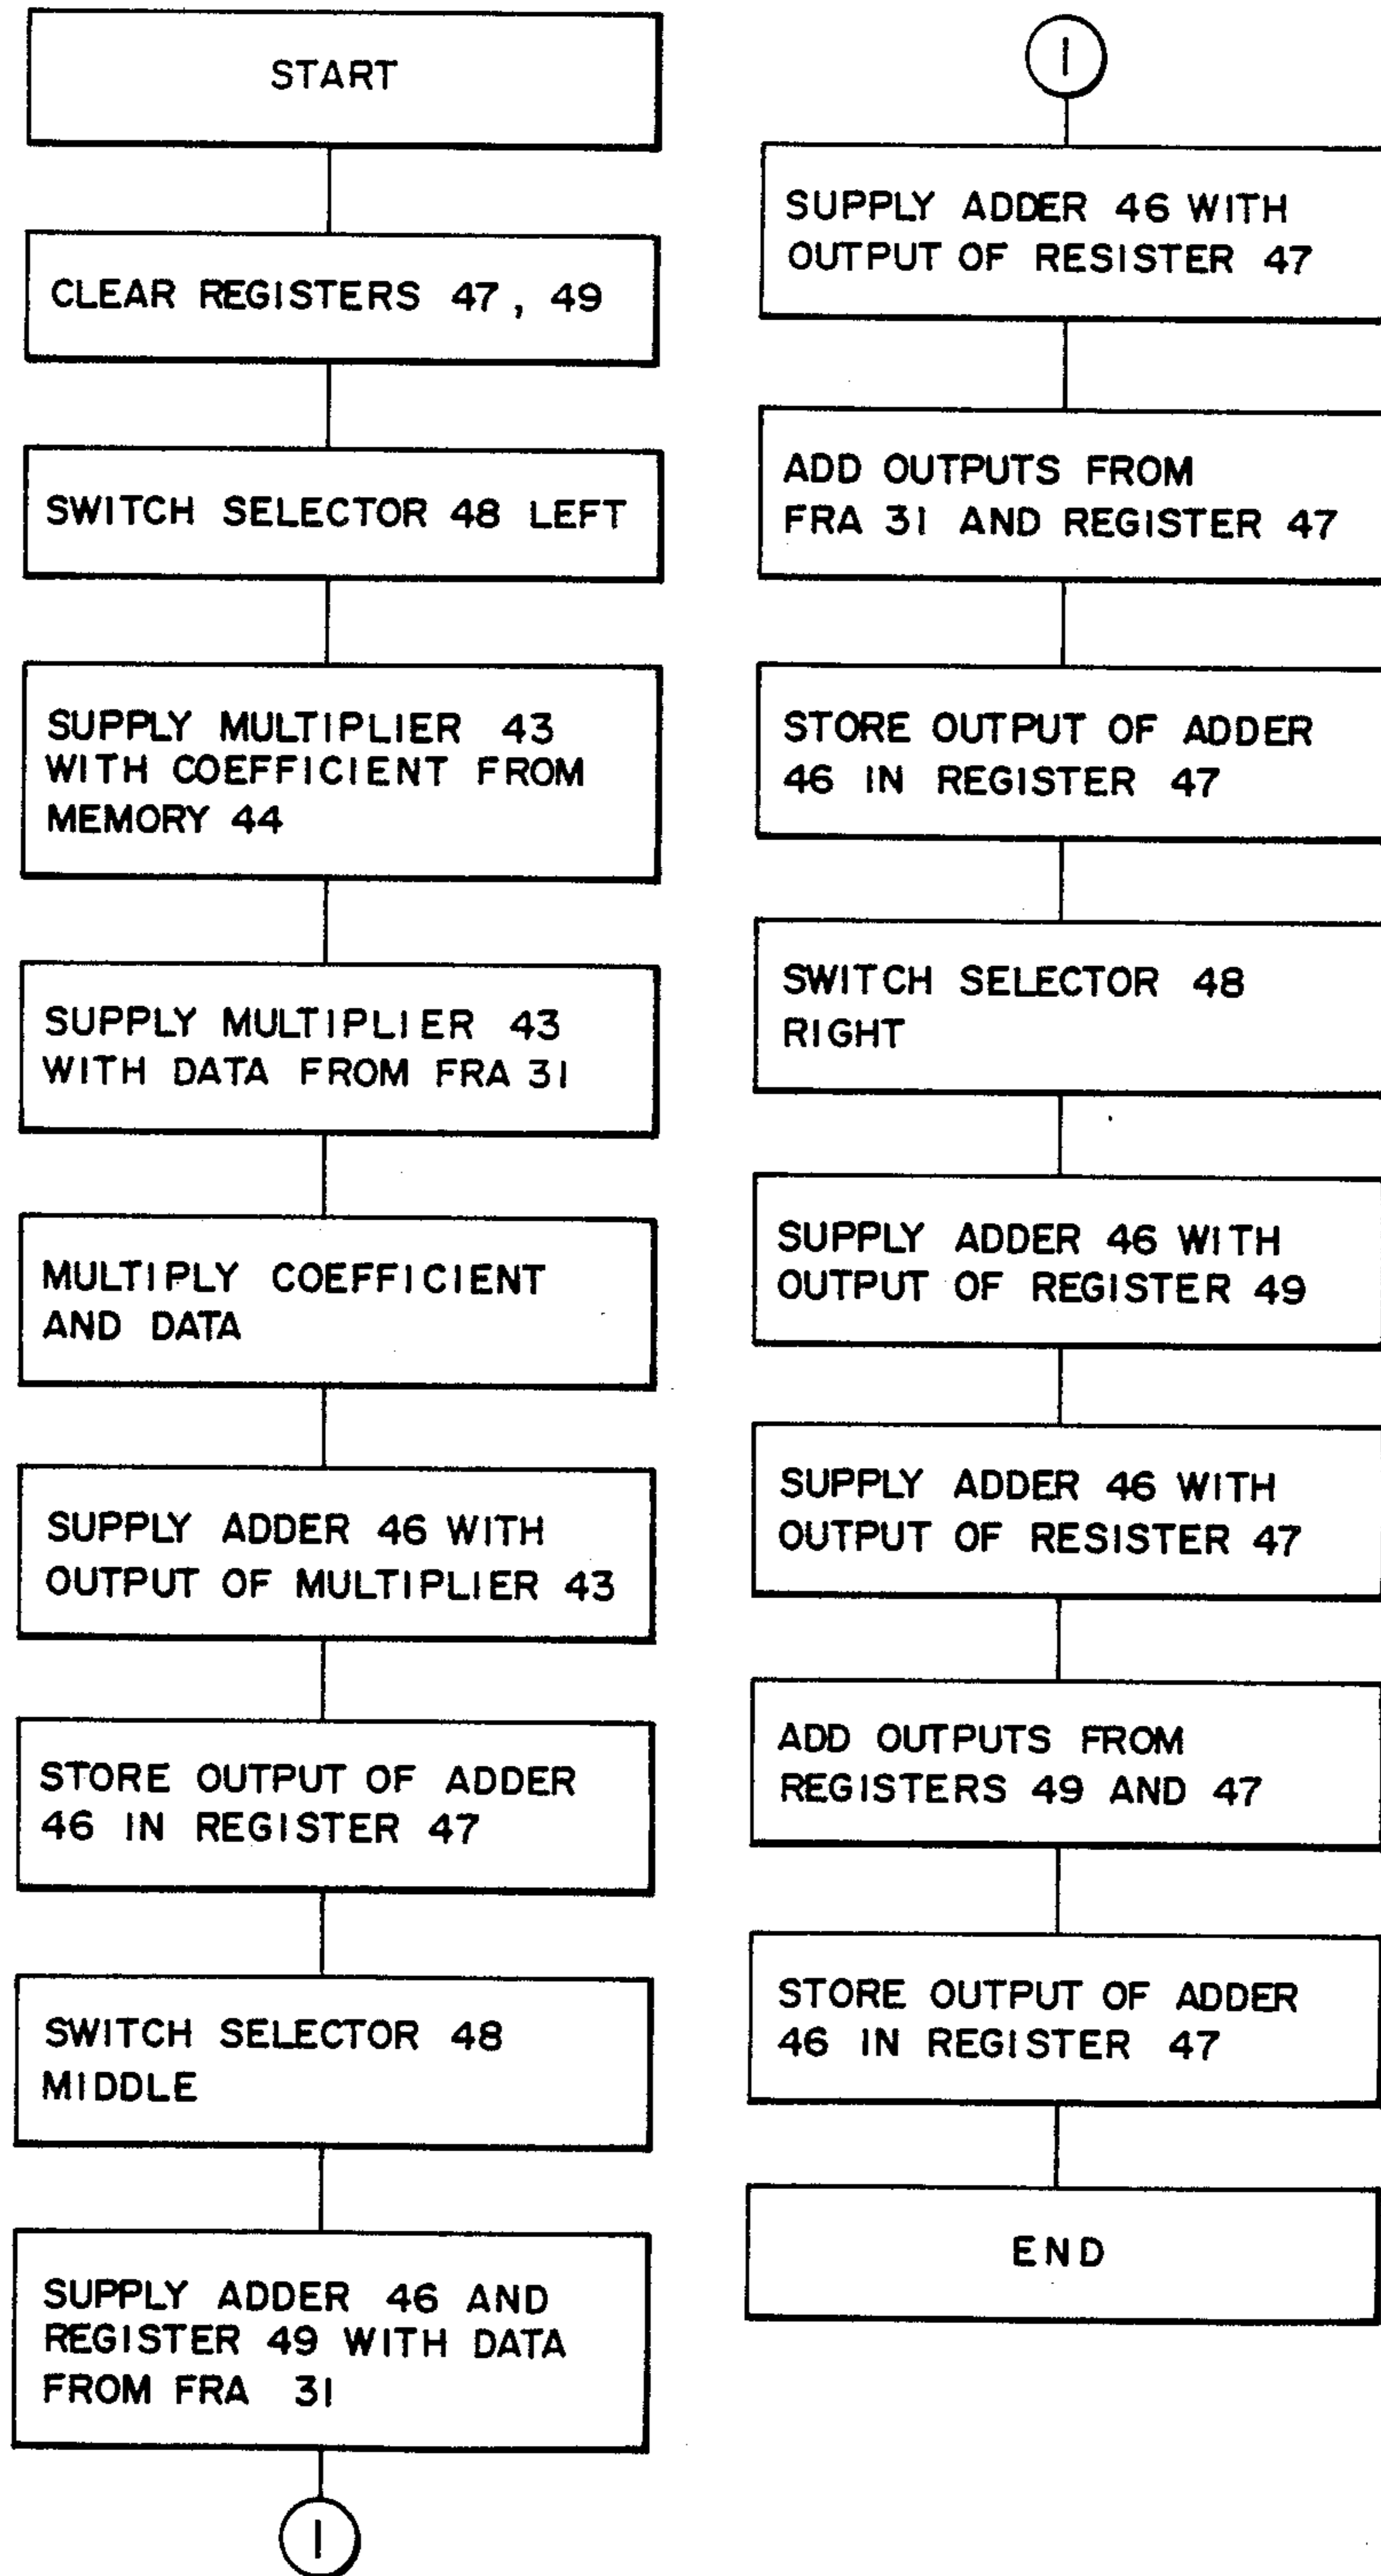 START
CLEAR REGISTERS 47, 49
SWITCH SELECTOR 48 LEFT
SUPPLY MULTIPLIER 43
WITH COEFFICIENT FROM
MEMORY 44
SUPPLY MULTIPLIER 43
WITH DATA FROM FRA 31
MULTIPLY COEFFICIENT
AND DATA
SUPPLY ADDER 46 WITH
OUTPUT OF MULTIPLIER 43
STORE OUTPUT OF ADDER
46 IN REGISTER 47
SWITCH SELECTOR 48
MIDDLE
SUPPLY ADDER 46 AND
REGISTER 49 WITH DATA
FROM FRA 31
1
1
SUPPLY ADDER 46 WITH
OUTPUT OF RESISTER 47
ADD OUTPUTS FROM
FRA 31 AND REGISTER 47
STORE OUTPUT OF ADDER
46 IN REGISTER 47
SWITCH SELECTOR 48
RIGHT
SUPPLY ADDER 46 WITH
OUTPUT OF REGISTER 49
SUPPLY ADDER 46 WITH
OUTPUT OF RESISTER 47
ADD OUTPUTS FROM
REGISTERS 49 AND 47
STORE OUTPUT OF ADDER
46 IN REGISTER 47
END